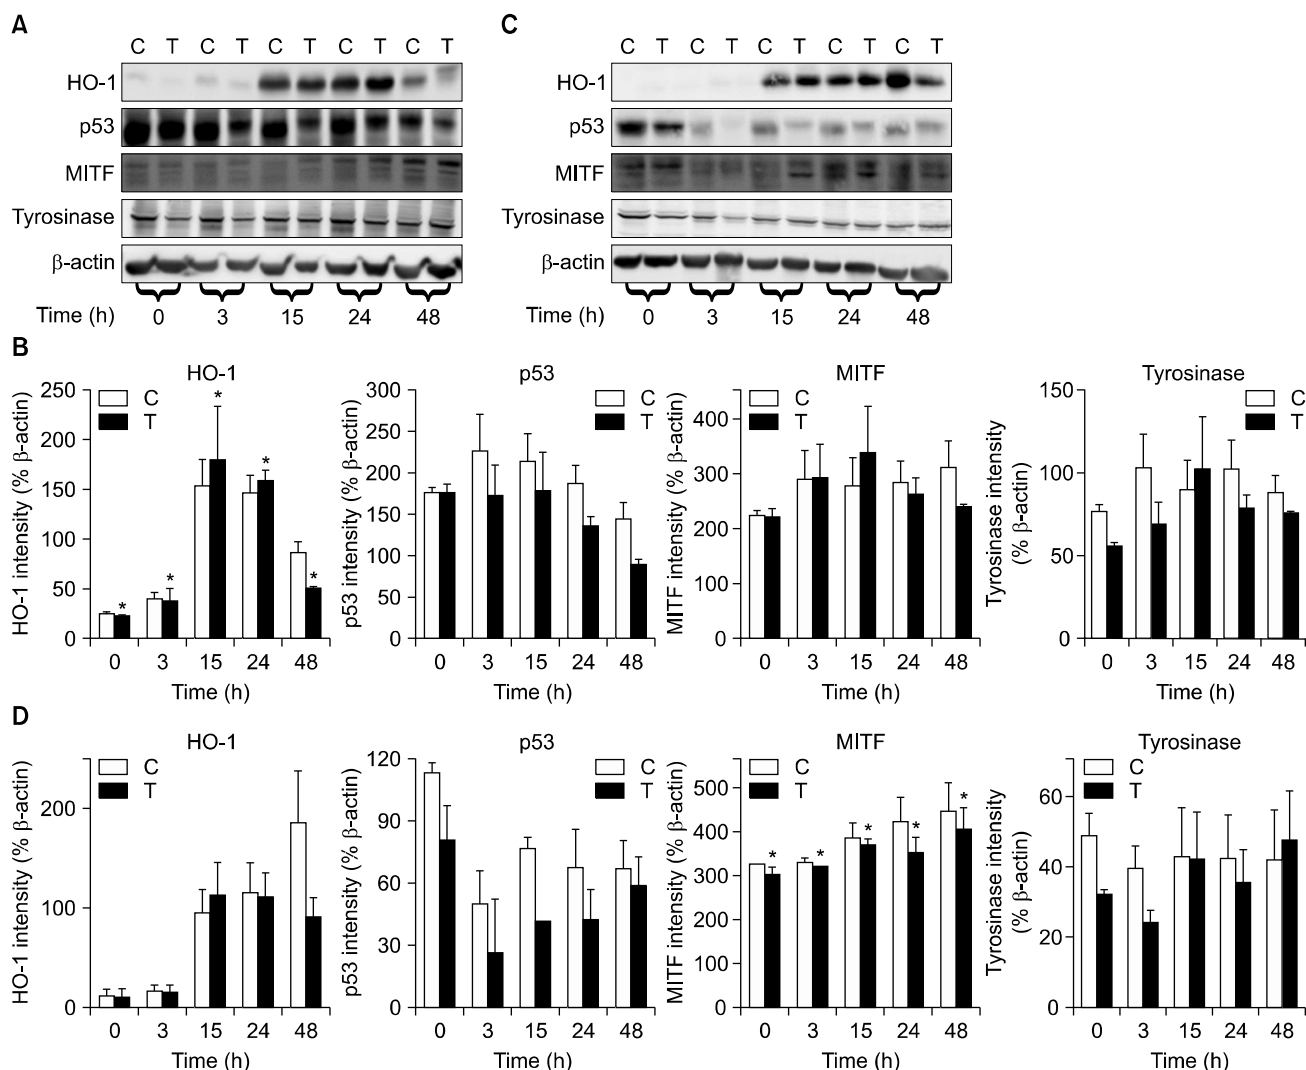 A
C T C T C T C T C T
HO-1
p53
MITF
Tyrosinase
β-actin
Time (h) 0 3 15 24 48
C
C T C T C T C T C T
HO-1
p53
MITF
Tyrosinase
β-actin
Time (h) 0 3 15 24 48
B
HO-1
HO-1 intensity (% β-actin)
250
200
150
100
50
0
C
T
* * * * *
0 3 15 24 48
Time (h)
p53
p53 intensity (% β-actin)
300
250
200
150
100
50
0
C
T
0 3 15 24 48
Time (h)
MITF
MITF intensity (% β-actin)
400
300
200
100
0
C
T
0 3 15 24 48
Time (h)
Tyrosinase
Tyrosinase intensity
(% β-actin)
150
100
50
0
C
T
0 3 15 24 48
Time (h)
D
HO-1
HO-1 intensity (% β-actin)
200
100
0
C
T
0 3 15 24 48
Time (h)
p53
p53 intensity (% β-actin)
120
90
60
30
0
C
T
0 3 15 24 48
Time (h)
MITF
MITF intensity (% β-actin)
500
400
300
200
100
0
C
T
* * * * *
0 3 15 24 48
Time (h)
Tyrosinase
Tyrosinase intensity
(% β-actin)
60
40
20
0
C
T
0 3 15 24 48
Time (h)